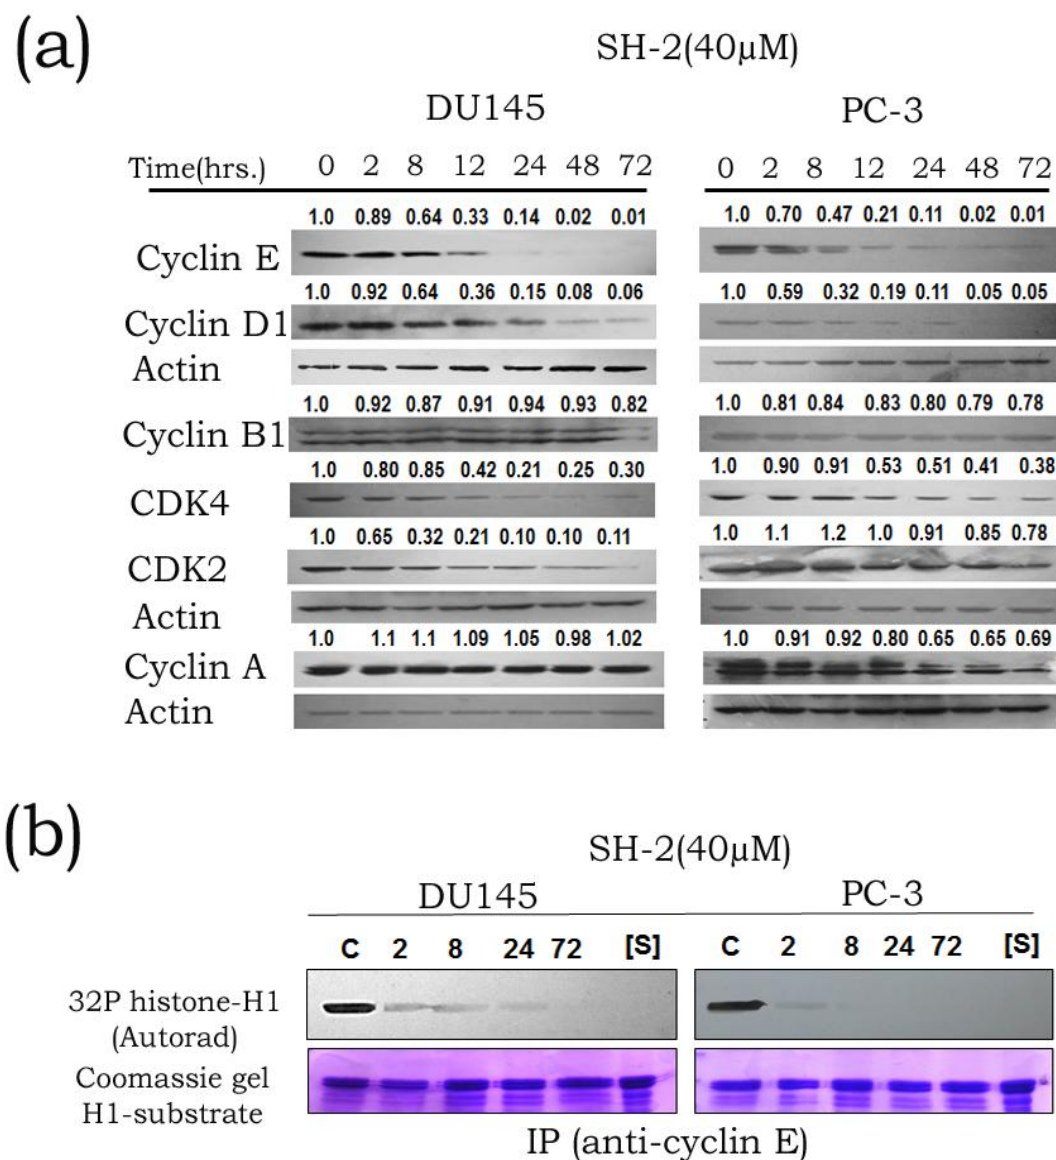 (a)
SH-2(40µM)
DU145 PC-3
Time(hrs.) 0 2 8 12 24 48 72 0 2 8 12 24 48 72
1.0 0.89 0.64 0.33 0.14 0.02 0.01 1.0 0.70 0.47 0.21 0.11 0.02 0.01
Cyclin E
1.0 0.92 0.64 0.36 0.15 0.08 0.06 1.0 0.59 0.32 0.19 0.11 0.05 0.05
Cyclin D1
Actin
1.0 0.92 0.87 0.91 0.94 0.93 0.82 1.0 0.81 0.84 0.83 0.80 0.79 0.78
Cyclin B1
1.0 0.80 0.85 0.42 0.21 0.25 0.30 1.0 0.90 0.91 0.53 0.51 0.41 0.38
CDK4
1.0 0.65 0.32 0.21 0.10 0.10 0.11 1.0 1.1 1.2 1.0 0.91 0.85 0.78
CDK2
Actin
1.0 1.1 1.1 1.09 1.05 0.98 1.02 1.0 0.91 0.92 0.80 0.65 0.65 0.69
Cyclin A
Actin
(b)
SH-2(40µM)
DU145 PC-3
C 2 8 24 72 [S] C 2 8 24 72 [S]
32P histone-H1
(Autorad)
Coomassie gel
H1-substrate
IP (anti-cyclin E)